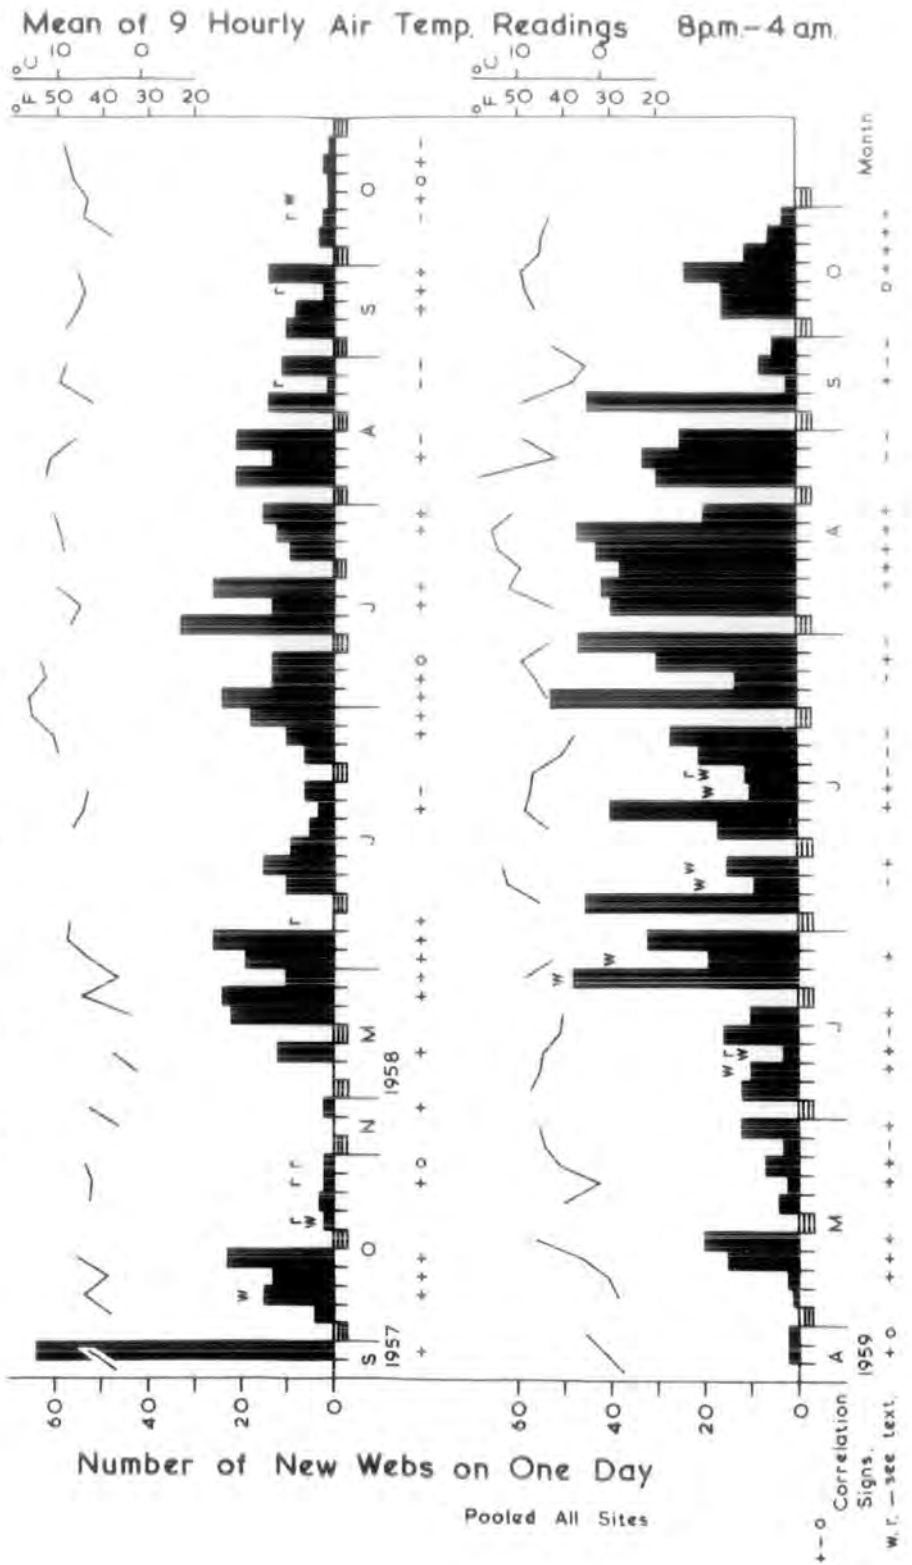 Mean of 9 Hourly Air Temp. Readings 8p.m.–4 a.m.
°C 10 0
°F 50 40 30 20
°C 10 0
°F 50 40 30 20
60 40 20 0
S O N M J J A S O
1957 1958
+ +++ +o + + +++++ +- ++++o ++ ++ +- -- +++ -+o+-
w w r r r r r r r w
60 40 20 0
A M J J A S O Month
1959
+o +++ ++-+ ++-+ + -+ ++--- -+- +++++ -- +-- o++++
w r w w w w w w r w
Number of New Webs on One Day
Pooled All Sites
+ – o Correlation
Signs.
w. r. – see text.